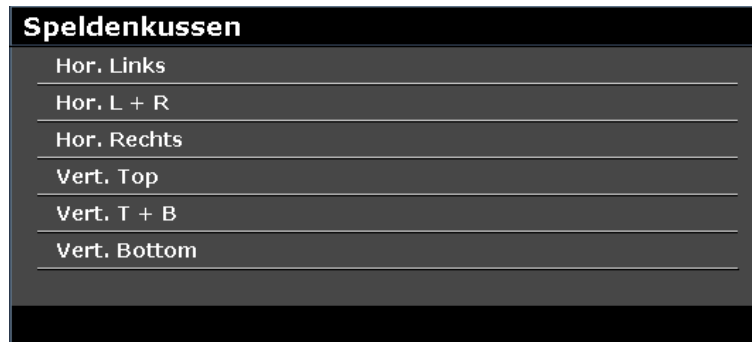 Speldenkussen
Hor. Links
Hor. L + R
Hor. Rechts
Vert. Top
Vert. T + B
Vert. Bottom